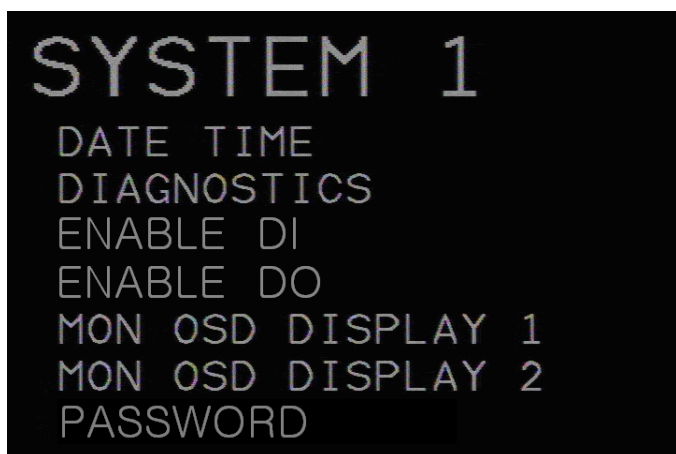 SYSTEM 1
DATE TIME
DIAGNOSTICS
ENABLE DI
ENABLE DO
MON OSD DISPLAY 1
MON OSD DISPLAY 2
PASSWORD